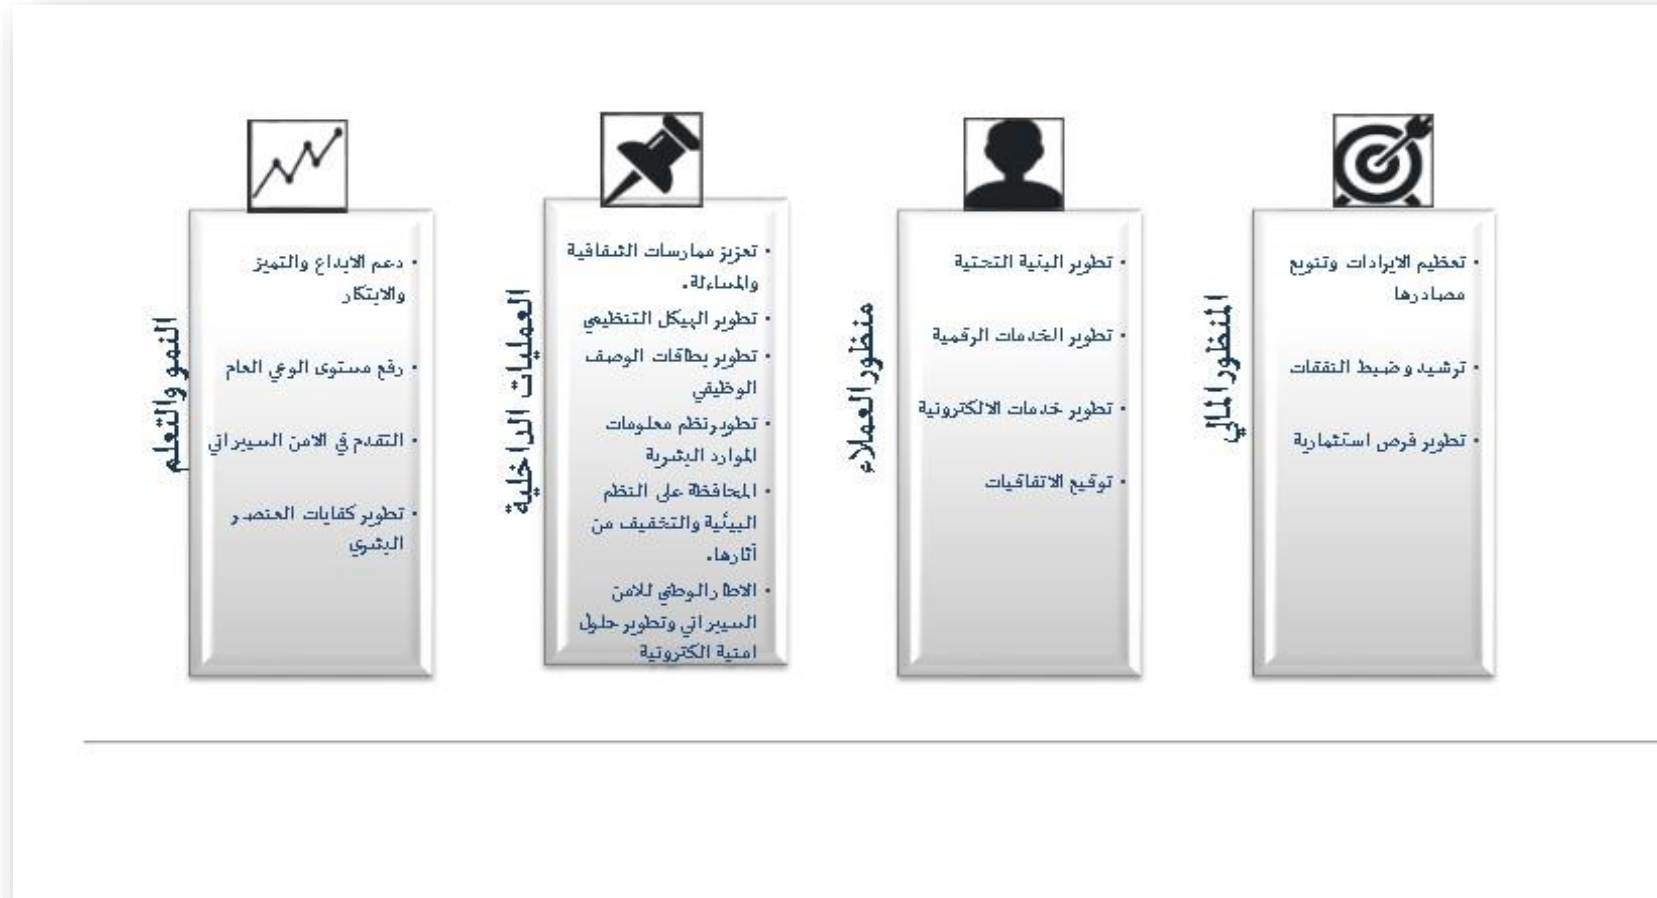 المنظور المالي
• تعظيم الايرادات وتنويع
مصادرها
• ترشيد وضبط النفقات
• تطوير فرص استثمارية
منظور العملاء
• تطوير البنية التحتية
• تطوير الخدمات الرقمية
• تطوير خدمات الالكترونية
• توقيع الاتفاقيات
العمليات الداخلية
• تعزيز ممارسات الشفافية
والمساءلة.
• تطوير الهيكل التنظيمي
• تطوير بطاقات الوصف
الوظيفي
• تطوير نظم معلومات
الموارد البشرية
• المحافظة على النظم
البيئية والتخفيف من
آثارها.
• الاطار الوطني للامن
السيبراني وتطوير حلول
امنية الكترونية
النمو والتعلم
• دعم الابداع والتميز
والابتكار
• رفع مستوى الوعي العام
• التقدم في الامن السيبراني
• تطوير كفايات العنصر
البشري